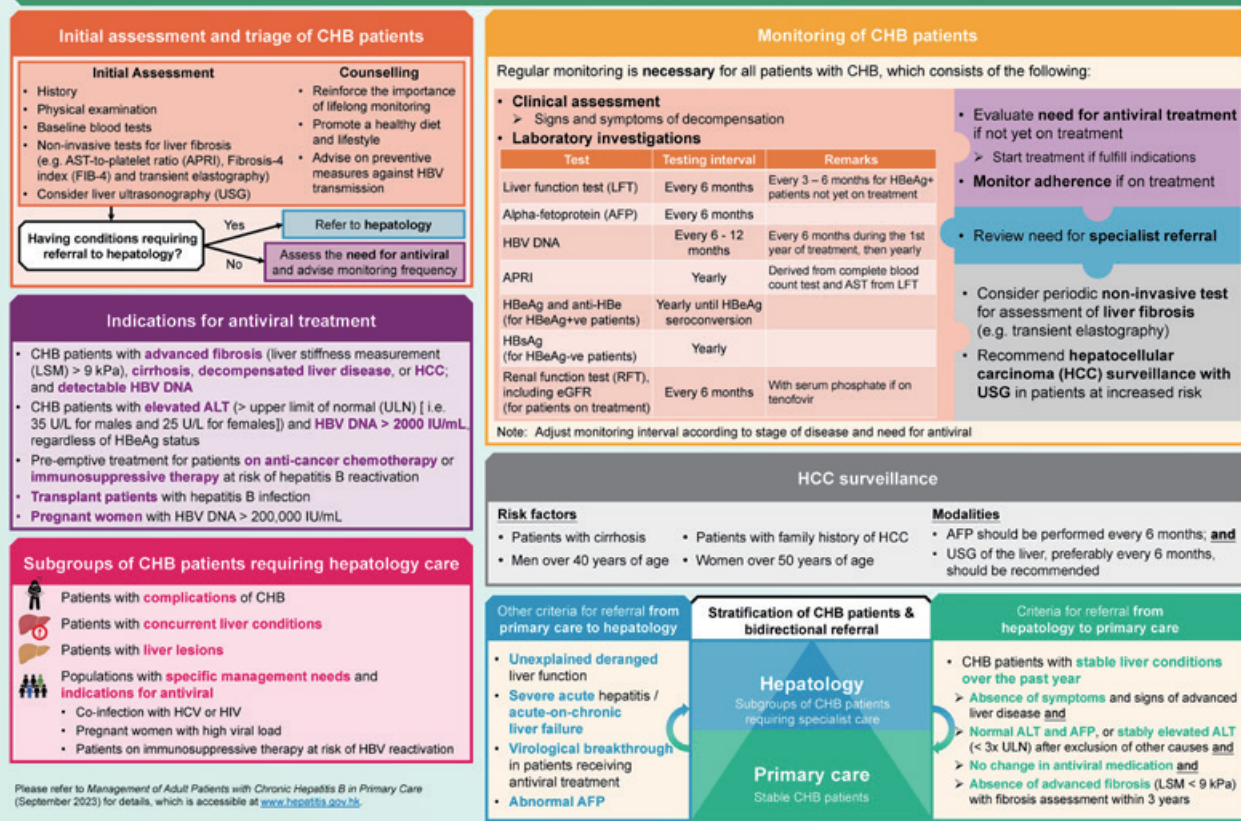 Initial assessment and triage of CHB patients
Initial Assessment
• History
• Physical examination
• Baseline blood tests
• Non-invasive tests for liver fibrosis
(e.g. AST-to-platelet ratio (APRI), Fibrosis-4
index (FIB-4) and transient elastography)
• Consider liver ultrasonography (USG)
Counselling
• Reinforce the importance
of lifelong monitoring
• Promote a healthy diet
and lifestyle
• Advise on preventive
measures against HBV
transmission
Having conditions requiring
referral to hepatology?
Yes
Refer to hepatology
No
Assess the need for antiviral
and advise monitoring frequency
Indications for antiviral treatment
• CHB patients with advanced fibrosis (liver stiffness measurement
(LSM) > 9 kPa), cirrhosis, decompensated liver disease, or HCC;
and detectable HBV DNA
• CHB patients with elevated ALT (> upper limit of normal (ULN) [ i.e.
35 U/L for males and 25 U/L for females]) and HBV DNA > 2000 IU/mL,
regardless of HBeAg status
• Pre-emptive treatment for patients on anti-cancer chemotherapy or
immunosuppressive therapy at risk of hepatitis B reactivation
• Transplant patients with hepatitis B infection
• Pregnant women with HBV DNA > 200,000 IU/mL
Subgroups of CHB patients requiring hepatology care
Patients with complications of CHB
Patients with concurrent liver conditions
Patients with liver lesions
Populations with specific management needs and
indications for antiviral
• Co-infection with HCV or HIV
• Pregnant women with high viral load
• Patients on immunosuppressive therapy at risk of HBV reactivation
Please refer to Management of Adult Patients with Chronic Hepatitis B in Primary Care
(September 2023) for details, which is accessible at www.hepatitis.gov.hk.
Monitoring of CHB patients
Regular monitoring is necessary for all patients with CHB, which consists of the following:
• Clinical assessment
➢ Signs and symptoms of decompensation
• Laboratory investigations
Test Testing interval Remarks
Liver function test (LFT) Every 6 months Every 3 – 6 months for HBeAg+
patients not yet on treatment
Alpha-fetoprotein (AFP) Every 6 months
HBV DNA Every 6 - 12
months Every 6 months during the 1st
year of treatment, then yearly
APRI Yearly Derived from complete blood
count test and AST from LFT
HBeAg and anti-HBe
(for HBeAg+ve patients) Yearly until HBeAg
seroconversion
HBsAg
(for HBeAg-ve patients) Yearly
Renal function test (RFT),
including eGFR
(for patients on treatment) Every 6 months With serum phosphate if on
tenofovir
Note: Adjust monitoring interval according to stage of disease and need for antiviral
• Evaluate need for antiviral treatment
if not yet on treatment
➢ Start treatment if fulfill indications
• Monitor adherence if on treatment
• Review need for specialist referral
• Consider periodic non-invasive test
for assessment of liver fibrosis
(e.g. transient elastography)
• Recommend hepatocellular
carcinoma (HCC) surveillance with
USG in patients at increased risk
HCC surveillance
Risk factors
• Patients with cirrhosis
• Men over 40 years of age
• Patients with family history of HCC
• Women over 50 years of age
Modalities
• AFP should be performed every 6 months; and
• USG of the liver, preferably every 6 months,
should be recommended
Other criteria for referral from
primary care to hepatology
• Unexplained deranged
liver function
• Severe acute hepatitis /
acute-on-chronic
liver failure
• Virological breakthrough
in patients receiving
antiviral treatment
• Abnormal AFP
Stratification of CHB patients &
bidirectional referral
Hepatology
Subgroups of CHB patients
requiring specialist care
Primary care
Stable CHB patients
Criteria for referral from
hepatology to primary care
• CHB patients with stable liver conditions
over the past year
➢ Absence of symptoms and signs of advanced
liver disease and
➢ Normal ALT and AFP, or stably elevated ALT
(< 3x ULN) after exclusion of other causes and
➢ No change in antiviral medication and
➢ Absence of advanced fibrosis (LSM < 9 kPa)
with fibrosis assessment within 3 years